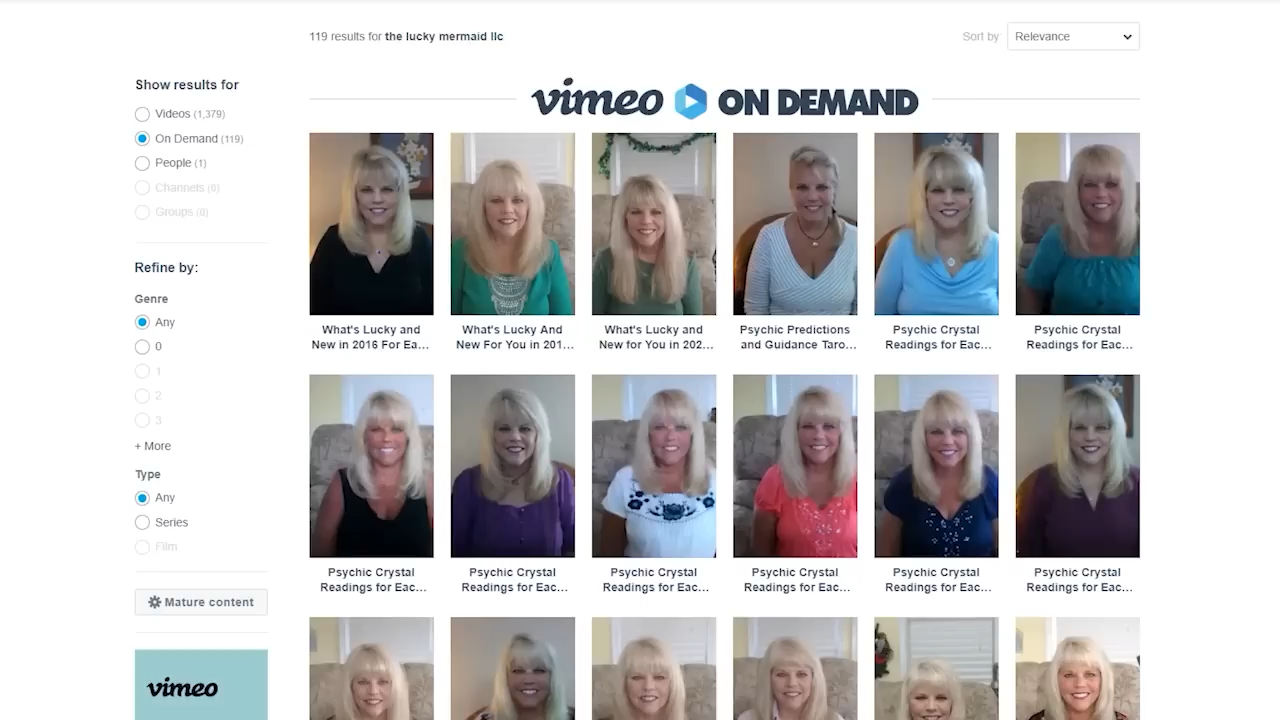 119 results for the lucky mermaid llc
Sort by
Relevance
Show results for
Videos (1,379)
On Demand (119)
People (1)
Channels (0)
Groups (0)
Refine by:
Genre
Any
0
1
2
3
+ More
Type
Any
Series
Film
Mature content
vimeo
vimeo ON DEMAND
What's Lucky and
New in 2016 For Ea...
What's Lucky And
New For You in 201...
What's Lucky and
New for You in 202...
Psychic Predictions
and Guidance Taro...
Psychic Crystal
Readings for Eac...
Psychic Crystal
Readings for Eac...
Psychic Crystal
Readings for Eac...
Psychic Crystal
Readings for Eac...
Psychic Crystal
Readings for Eac...
Psychic Crystal
Readings for Eac...
Psychic Crystal
Readings for Eac...
Psychic Crystal
Readings for Eac...